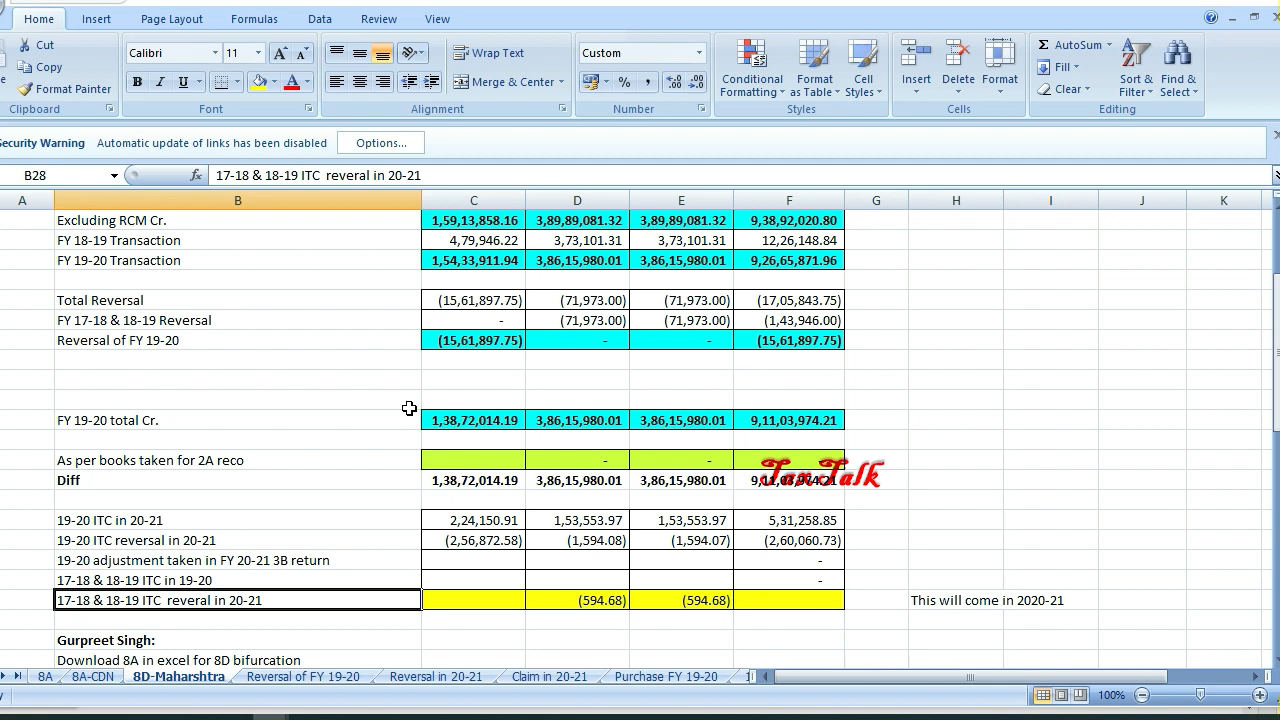 Home Insert Page Layout Formulas Data Review View
Cut
Copy
Format Painter
Clipboard
Calibri 11
B I U A
Font
Wrap Text
Merge & Center
Alignment
Custom
%
Number
Conditional Formatting
Format as Table
Cell Styles
Styles
Insert Delete Format
Cells
Σ AutoSum
Fill
Clear
Sort & Filter
Find & Select
Editing
Security Warning Automatic update of links has been disabled Options...
B28 fx 17-18 & 18-19 ITC reveral in 20-21
A B C D E F G H I J K
Excluding RCM Cr. 1,59,13,858.16 3,89,89,081.32 3,89,89,081.32 9,38,92,020.80
FY 18-19 Transaction 4,79,946.22 3,73,101.31 3,73,101.31 12,26,148.84
FY 19-20 Transaction 1,54,33,911.94 3,86,15,980.01 3,86,15,980.01 9,26,65,871.96
Total Reversal (15,61,897.75) (71,973.00) (71,973.00) (17,05,843.75)
FY 17-18 & 18-19 Reversal - (71,973.00) (71,973.00) (1,43,946.00)
Reversal of FY 19-20 (15,61,897.75) - - (15,61,897.75)
FY 19-20 total Cr. 1,38,72,014.19 3,86,15,980.01 3,86,15,980.01 9,11,03,974.21
As per books taken for 2A reco - - -
TaxTalk
Diff 1,38,72,014.19 3,86,15,980.01 3,86,15,980.01 9,11,03,974.21
19-20 ITC in 20-21 2,24,150.91 1,53,553.97 1,53,553.97 5,31,258.85
19-20 ITC reversal in 20-21 (2,56,872.58) (1,594.08) (1,594.07) (2,60,060.73)
19-20 adjustment taken in FY 20-21 3B return -
17-18 & 18-19 ITC in 19-20 -
17-18 & 18-19 ITC reveral in 20-21 (594.68) (594.68) This will come in 2020-21
Gurpreet Singh:
Download 8A in excel for 8D bifurcation
8A 8A-CDN 8D-Maharshtra Reversal of FY 19-20 Reversal in 20-21 Claim in 20-21 Purchase FY 19-20
100%